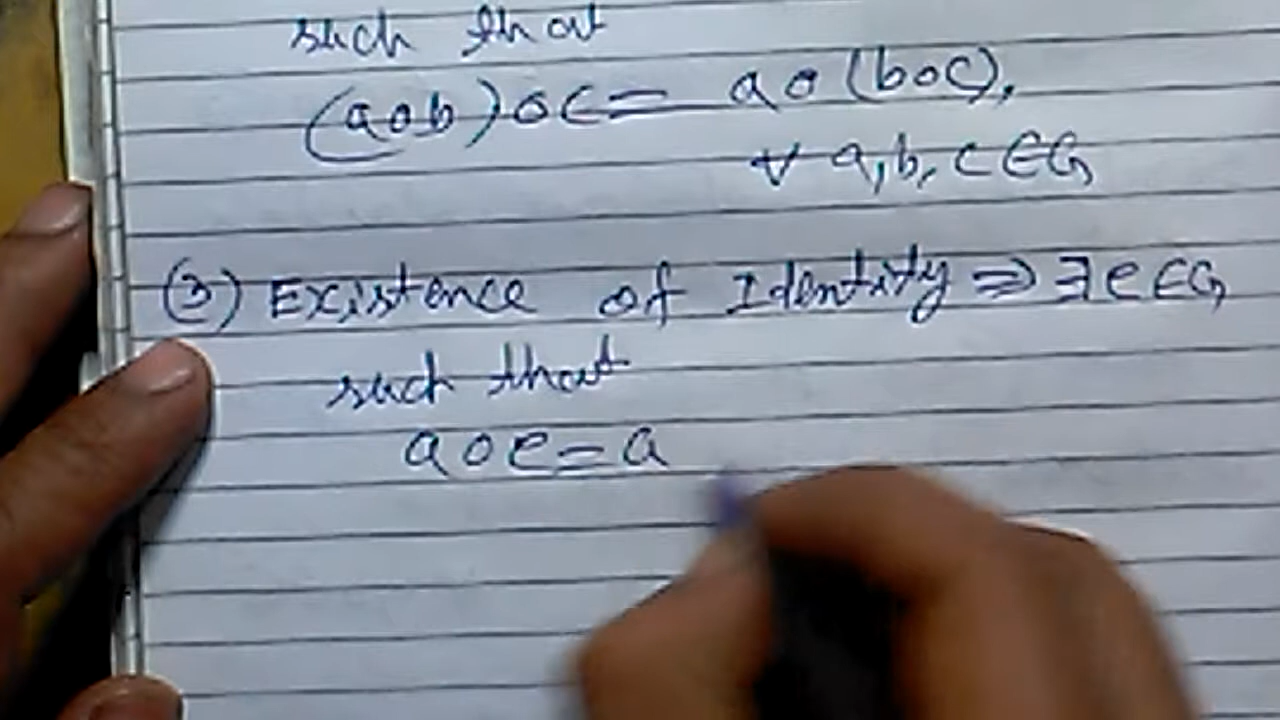 such that
(aob)oc = ao(boc),
∀ a,b, c ∈ G
(3) Existence of Identity ⇒ ∃ e ∈ G
such that
aoe = a